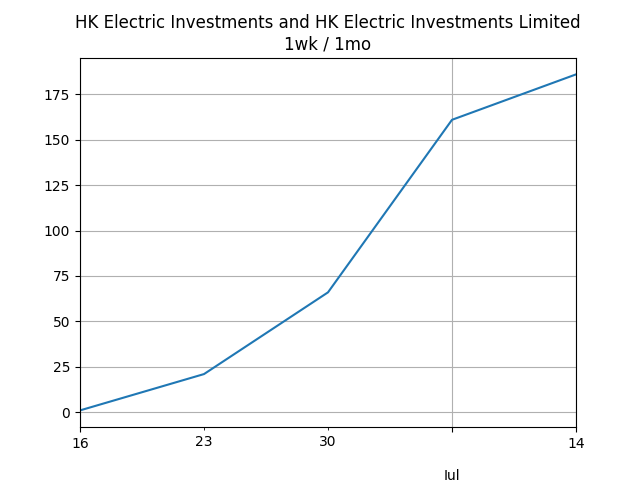 HK Electric Investments and HK Electric Investments Limited
1wk / 1mo
175
150
125
100
75
50
25
0
16 23 30 14
Iul